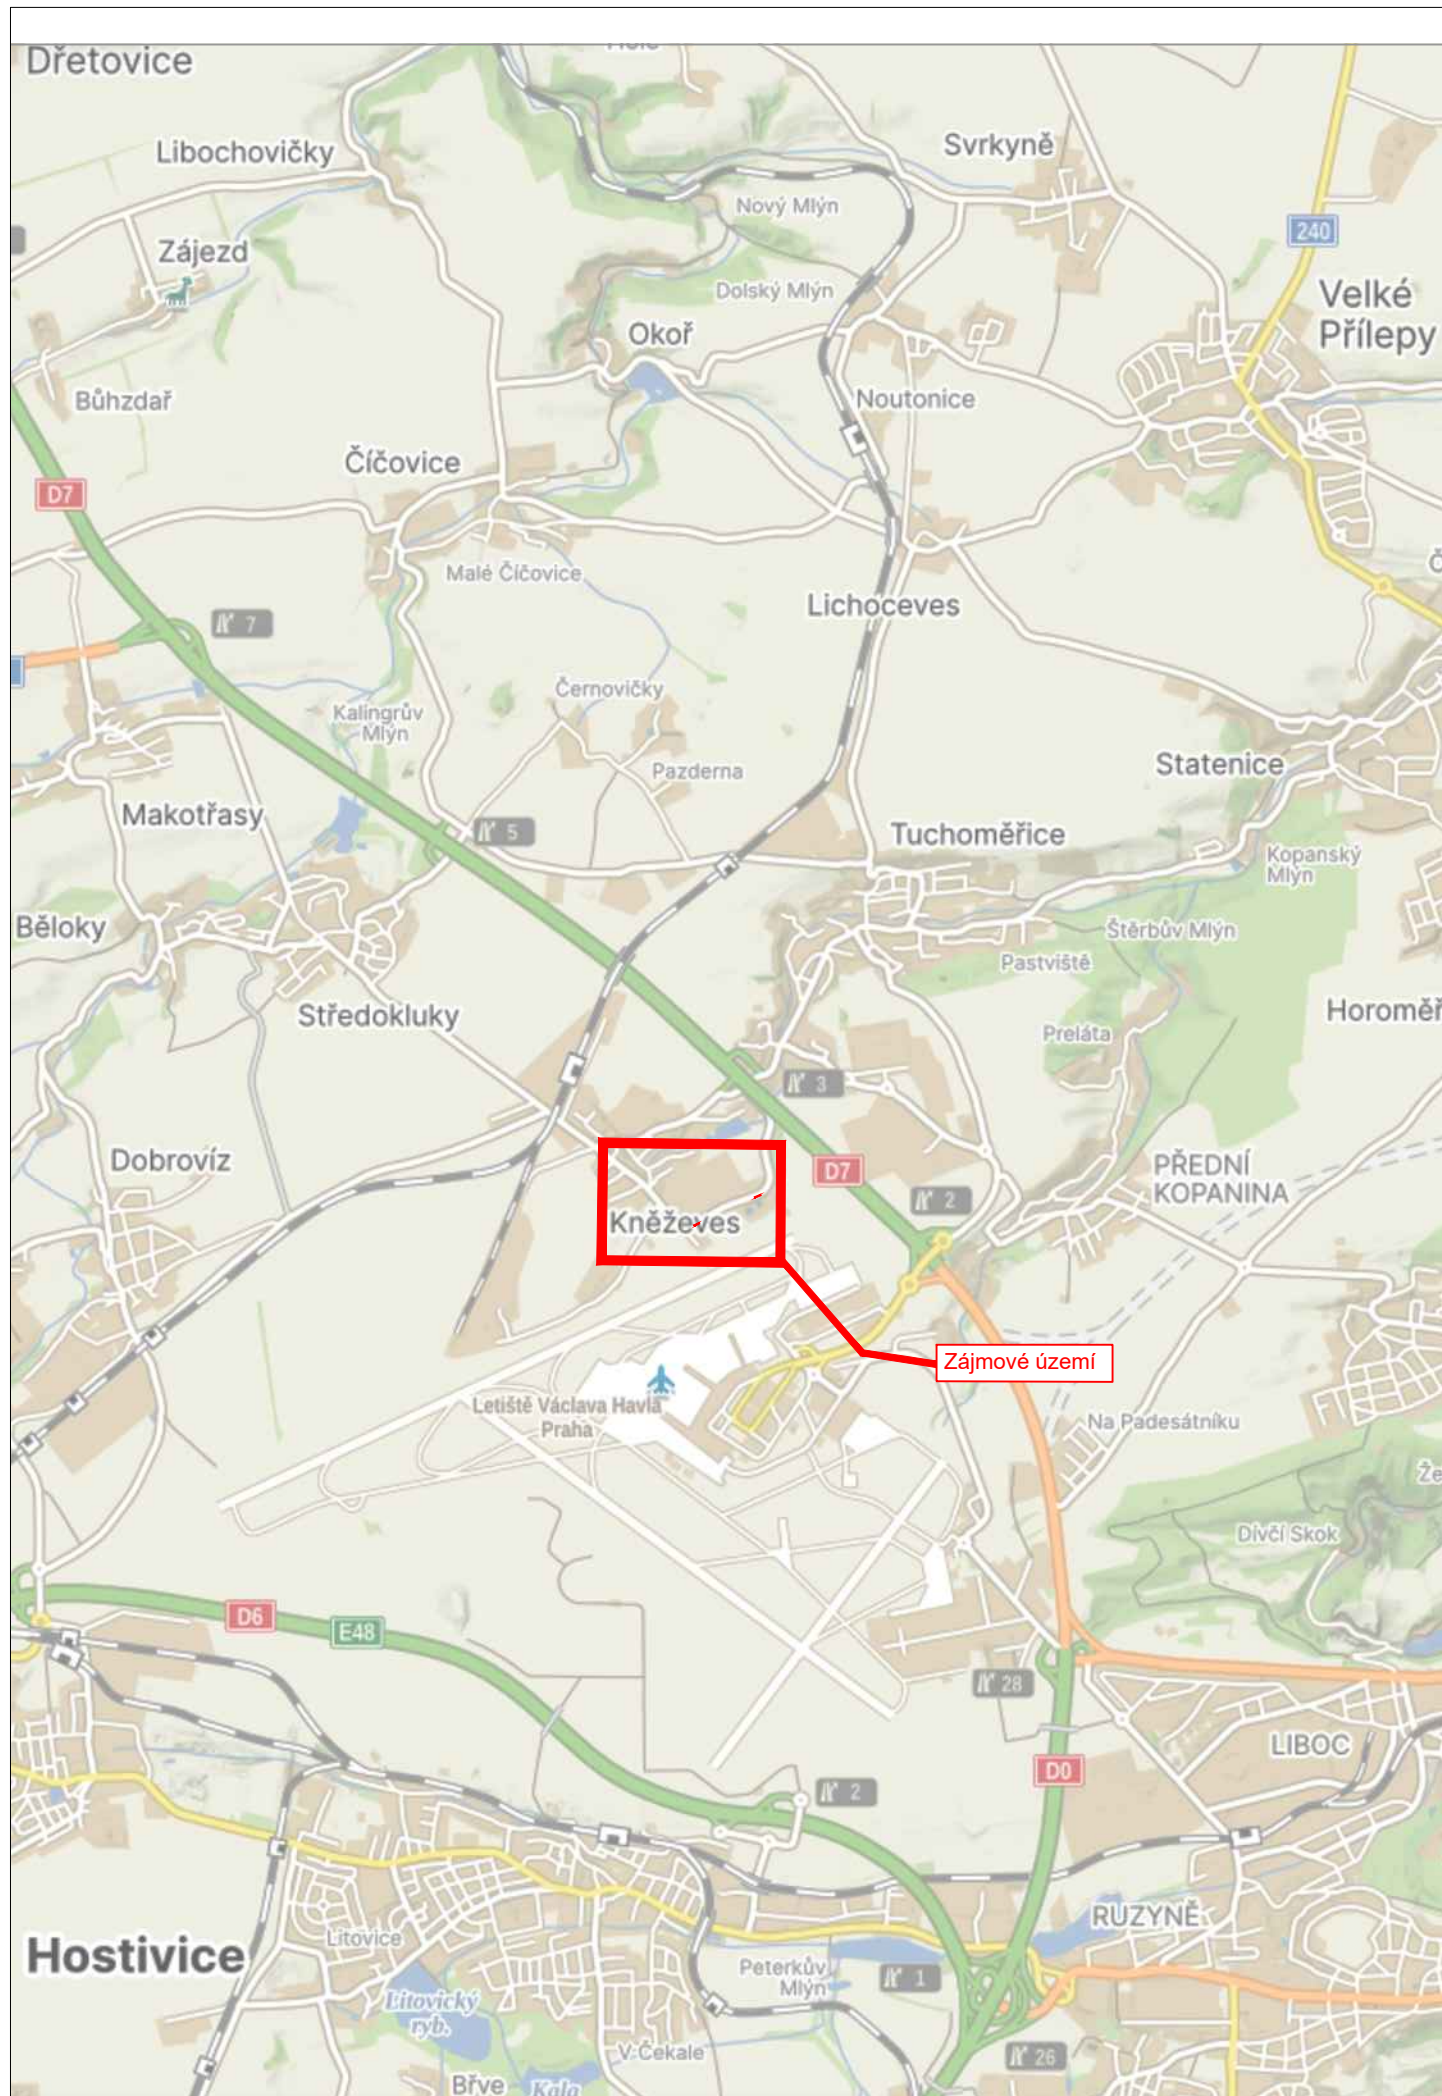 Dřetovice
Libochovičky
Svrkyně
Nový Mlýn
240
Zájezd
Dolský Mlýn
Velké
Přílepy
Okoř
Bůhzdař
Noutonice
Číčovice
D7
Malé Číčovice
Lichoceves
7
Černovičky
Kalingrův
Mlýn
Statenice
Pazderna
Makotřasy
5
Tuchoměřice
Kopanský
Mlýn
Běloky
Štěrbův Mlýn
Pastviště
Středokluky
Horoměř
Preláta
3
Dobrovíz
D7
PŘEDNÍ
KOPANINA
2
Kněževes
Zájmové území
Letiště Václava Havla
Praha
Na Padesátníku
Že
Dívčí Skok
D6
E48
28
LIBOC
D0
2
RUZYNĚ
Litovice
Hostivice
Peterkův
Mlýn
1
Litovický
ryb.
V Čekale
26
Břve
Kala